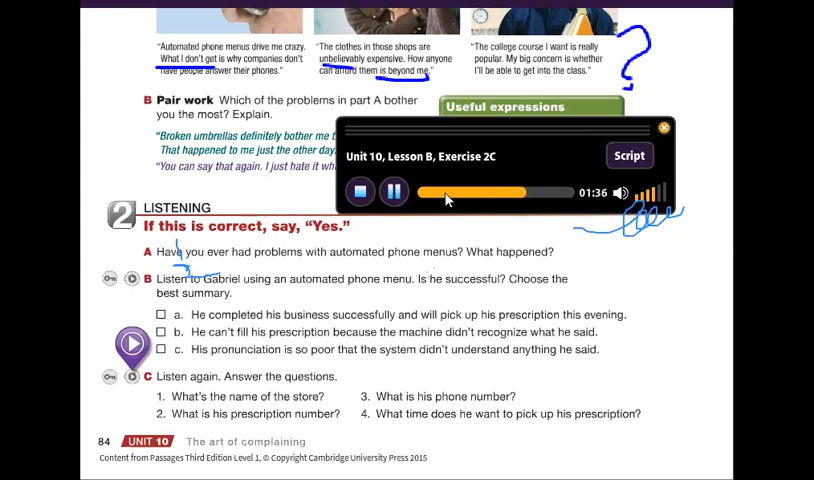 "Automated phone menus drive me crazy.
What I don't get is why companies don't
have people answer their phones."
"The clothes in those shops are
unbelievably expensive. How anyone
can afford them is beyond me."
"The college course I want is really
popular. My big concern is whether
I'll be able to get into the class."
B Pair work Which of the problems in part A bother
you the most? Explain.
"Broken umbrellas definitely bother me t
That happened to me just the other day
"You can say that again. I just hate it wh
Useful expressions
Unit 10, Lesson B, Exercise 2C
Script
01:36
2 LISTENING
If this is correct, say, "Yes."
A Have you ever had problems with automated phone menus? What happened?
B Listen to Gabriel using an automated phone menu. Is he successful? Choose the
best summary.
a. He completed his business successfully and will pick up his prescription this evening.
b. He can't fill his prescription because the machine didn't recognize what he said.
c. His pronunciation is so poor that the system didn't understand anything he said.
C Listen again. Answer the questions.
1. What's the name of the store?
2. What is his prescription number?
3. What is his phone number?
4. What time does he want to pick up his prescription?
84 UNIT 10 The art of complaining
Content from Passages Third Edition Level 1, © Copyright Cambridge University Press 2015